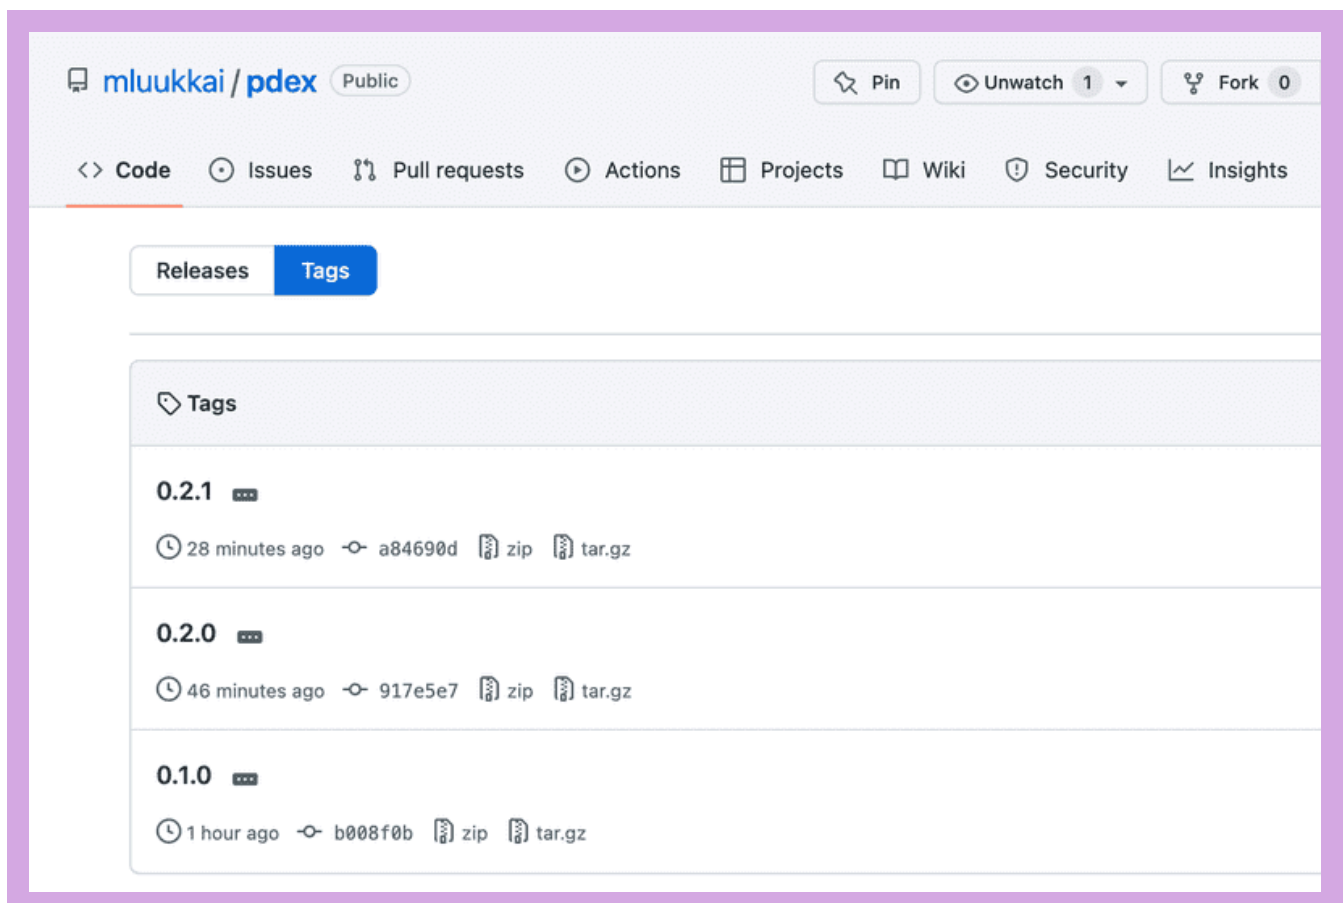 mluukkai / pdex Public Pin Unwatch 1 Fork 0
Code Issues Pull requests Actions Projects Wiki Security Insights
Releases Tags
Tags
0.2.1
28 minutes ago a84690d zip tar.gz
0.2.0
46 minutes ago 917e5e7 zip tar.gz
0.1.0
1 hour ago b008f0b zip tar.gz